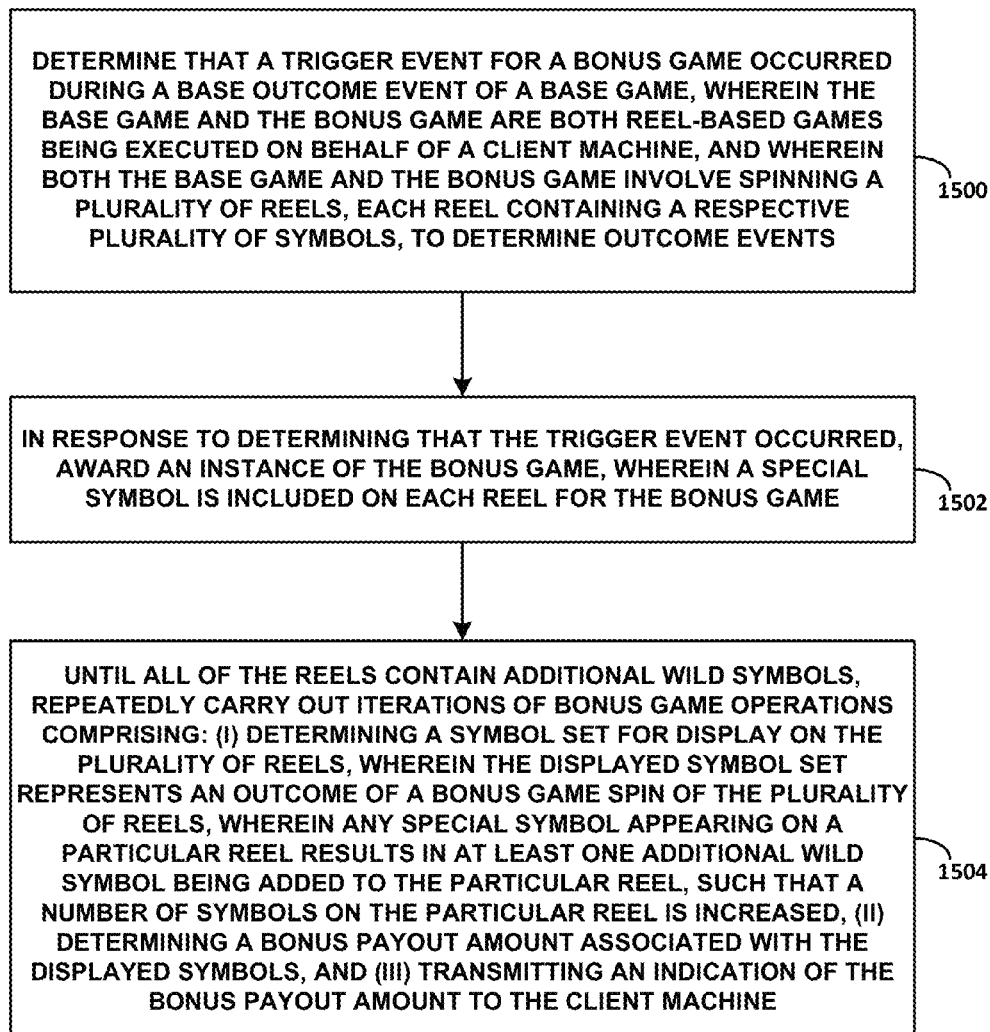 DETERMINE THAT A TRIGGER EVENT FOR A BONUS GAME OCCURRED
DURING A BASE OUTCOME EVENT OF A BASE GAME, WHEREIN THE
BASE GAME AND THE BONUS GAME ARE BOTH REEL-BASED GAMES
BEING EXECUTED ON BEHALF OF A CLIENT MACHINE, AND WHEREIN
BOTH THE BASE GAME AND THE BONUS GAME INVOLVE SPINNING A
PLURALITY OF REELS, EACH REEL CONTAINING A RESPECTIVE
PLURALITY OF SYMBOLS, TO DETERMINE OUTCOME EVENTS
1500
IN RESPONSE TO DETERMINING THAT THE TRIGGER EVENT OCCURRED,
AWARD AN INSTANCE OF THE BONUS GAME, WHEREIN A SPECIAL
SYMBOL IS INCLUDED ON EACH REEL FOR THE BONUS GAME
1502
UNTIL ALL OF THE REELS CONTAIN ADDITIONAL WILD SYMBOLS,
REPEATEDLY CARRY OUT ITERATIONS OF BONUS GAME OPERATIONS
COMPRISING: (I) DETERMINING A SYMBOL SET FOR DISPLAY ON THE
PLURALITY OF REELS, WHEREIN THE DISPLAYED SYMBOL SET
REPRESENTS AN OUTCOME OF A BONUS GAME SPIN OF THE PLURALITY
OF REELS, WHEREIN ANY SPECIAL SYMBOL APPEARING ON A
PARTICULAR REEL RESULTS IN AT LEAST ONE ADDITIONAL WILD
SYMBOL BEING ADDED TO THE PARTICULAR REEL, SUCH THAT A
NUMBER OF SYMBOLS ON THE PARTICULAR REEL IS INCREASED, (II)
DETERMINING A BONUS PAYOUT AMOUNT ASSOCIATED WITH THE
DISPLAYED SYMBOLS, AND (III) TRANSMITTING AN INDICATION OF THE
BONUS PAYOUT AMOUNT TO THE CLIENT MACHINE
1504